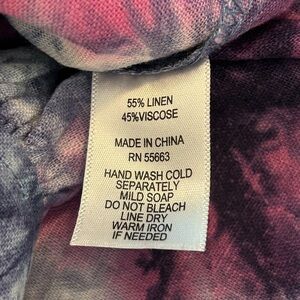 55% LINEN
45%VISCOSE
MADE IN CHINA
RN 55663
HAND WASH COLD
SEPARATELY
MILD SOAP
DO NOT BLEACH
LINE DRY
WARM IRON
IF NEEDED